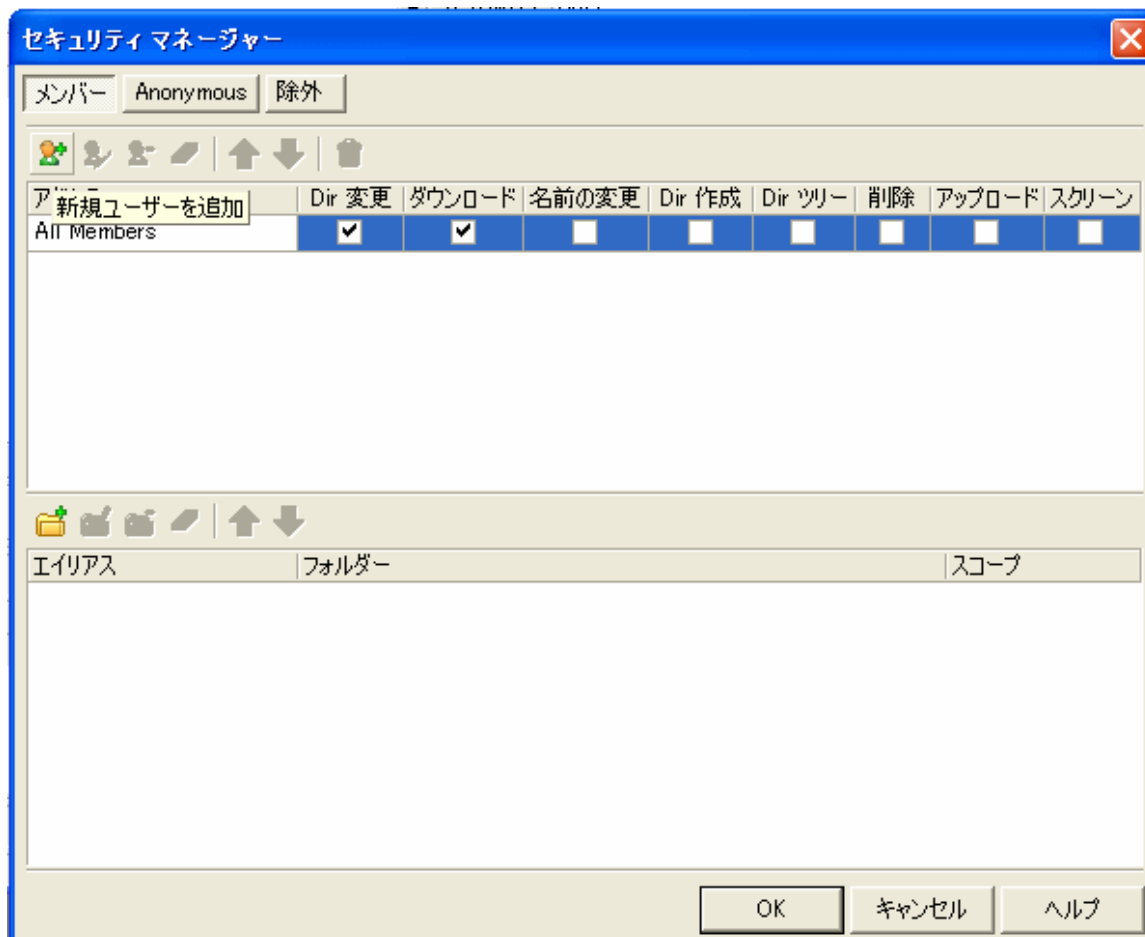 セキュリティ マネージャー
メンバー Anonymous 除外
新規ユーザーを追加 Dir 変更 ダウンロード 名前の変更 Dir 作成 Dir ツリー 削除 アップロード スクリーン
All Members
エイリアス フォルダー スコープ
OK キャンセル ヘルプ